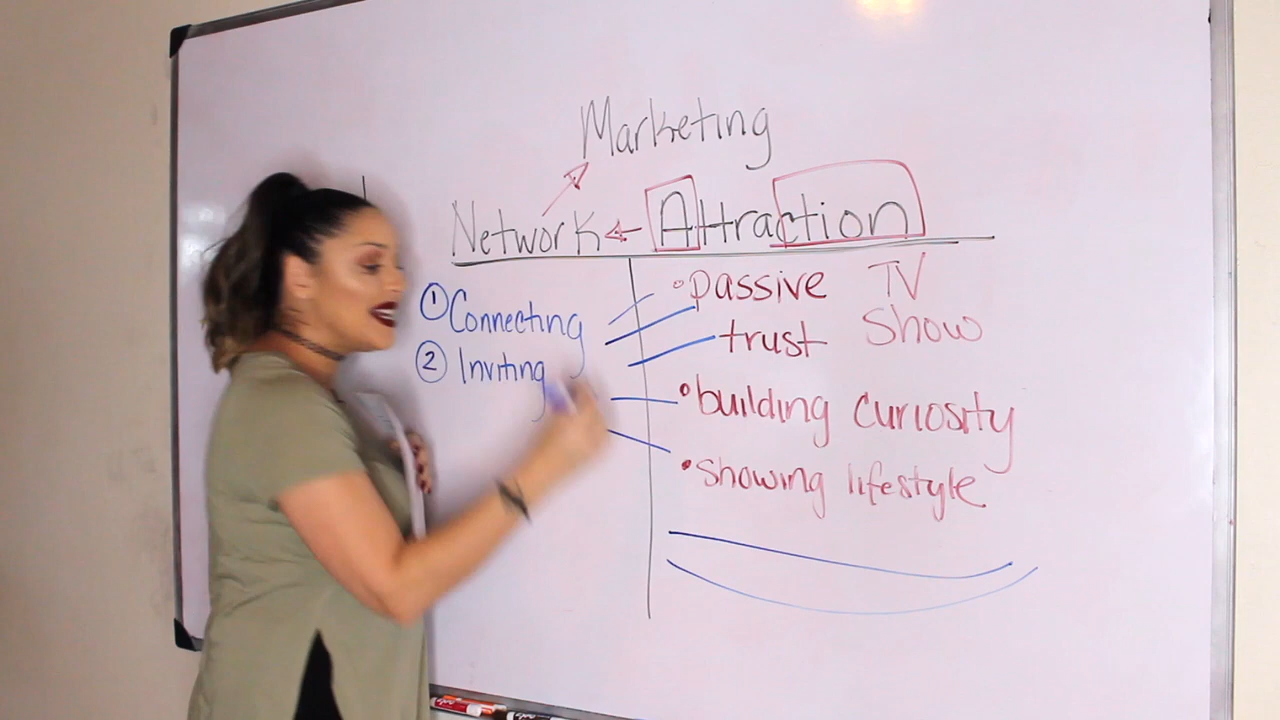 Marketing
Network Attraction
① Connecting
② Inviting
passive TV
trust Show
building curiosity
showing lifestyle